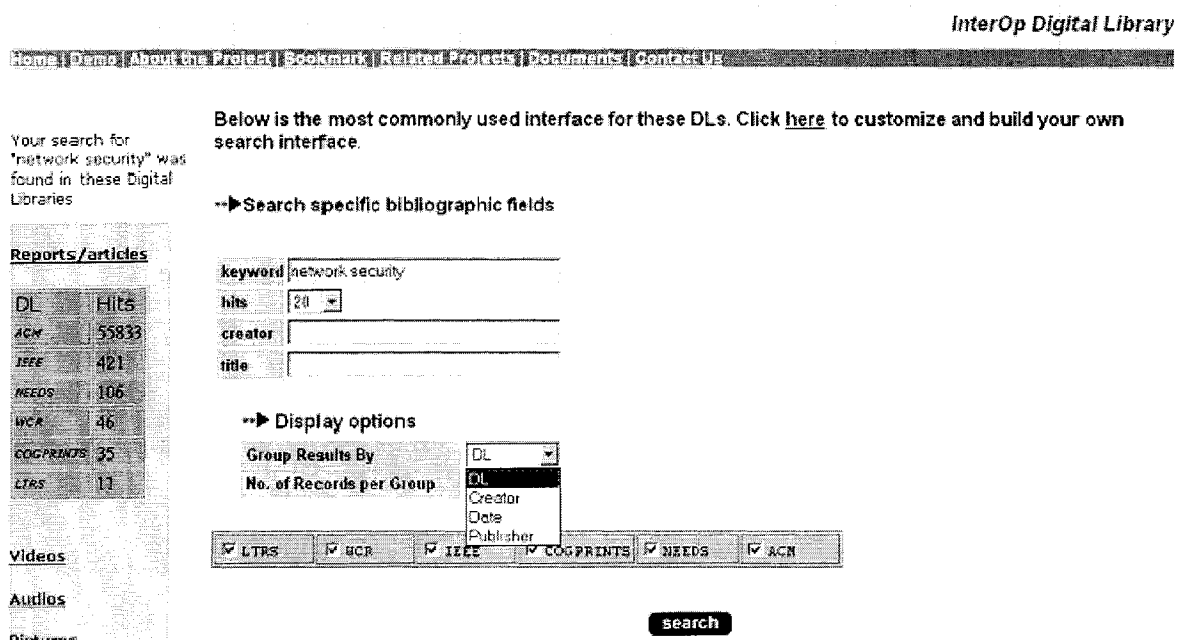 InterOp Digital Library
Home | Demo | About the Project | Bookmark | Related Projects | Documents | Contact Us
Your search for
"network security" was
found in these Digital
Libraries
Reports/articles
DL Hits
ACM 55833
IEEE 421
NEEDS 106
WCR 46
COGPRINTS 35
LTRS 11
Videos
Audios
Pictures
Below is the most commonly used interface for these DLs. Click here to customize and build your own
search interface.
Search specific bibliographic fields
keyword network security
hits 20
creator
title
Display options
Group Results By DL
No. of Records per Group
DL
Creator
Date
Publisher
LTRS WCR IEEE COGPRINTS NEEDS ACM
search